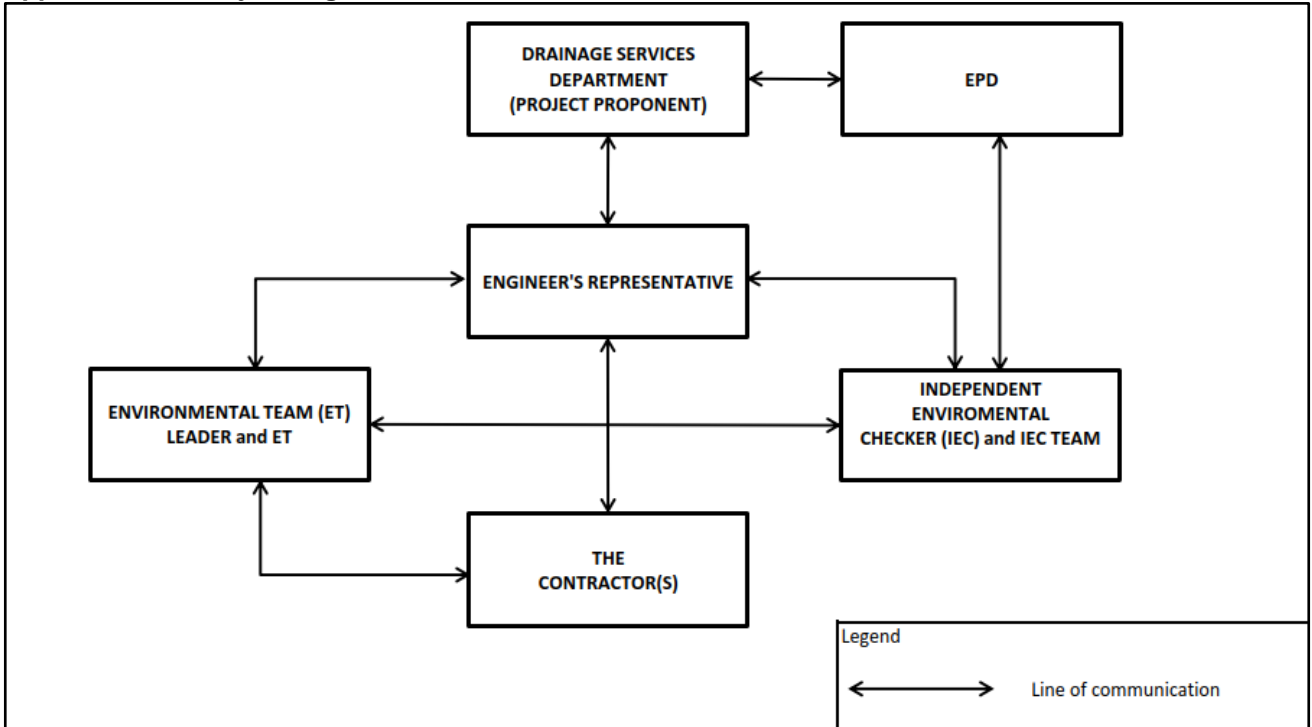 DRAINAGE SERVICES
DEPARTMENT
(PROJECT PROPONENT)
EPD
ENGINEER'S REPRESENTATIVE
ENVIRONMENTAL TEAM (ET)
LEADER and ET
INDEPENDENT
ENVIROMENTAL
CHECKER (IEC) and IEC TEAM
THE
CONTRACTOR(S)
Legend
Line of communication